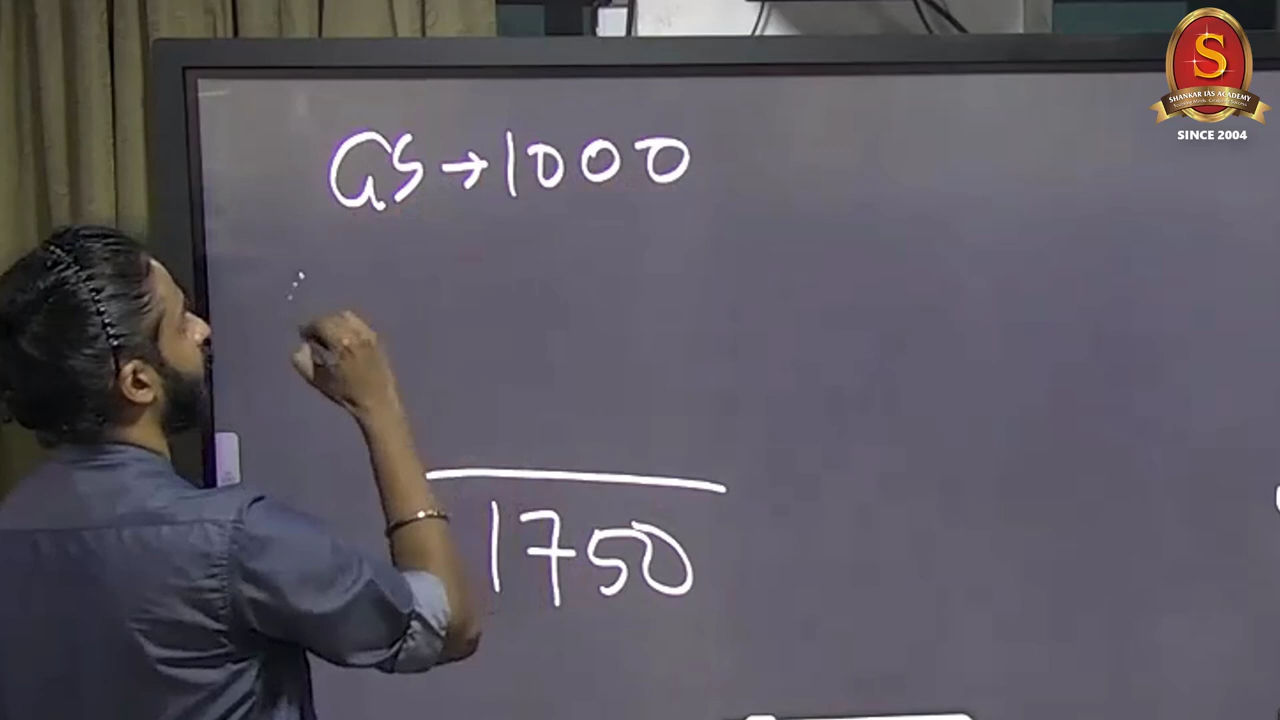 GS → 1000
1750
S
SHANKAR IAS ACADEMY
SINCE 2004